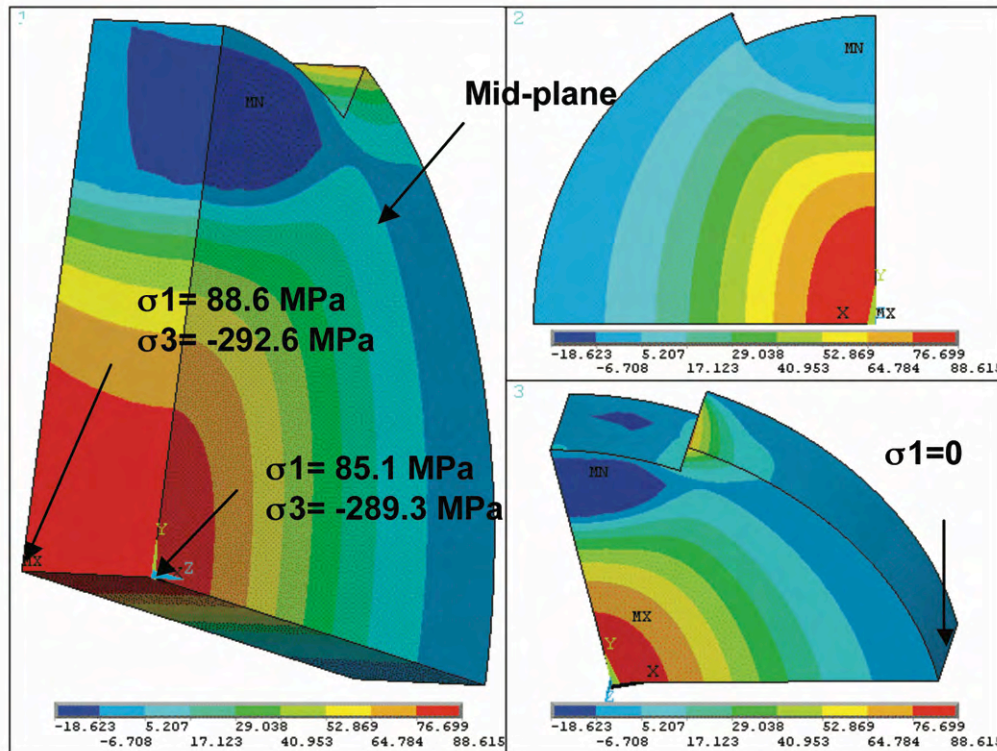 1
MN
Mid-plane
σ1= 88.6 MPa
σ3= -292.6 MPa
σ1= 85.1 MPa
σ3= -289.3 MPa
Y
Z
MX
-18.623 5.207 29.038 52.869 76.699
-6.708 17.123 40.953 64.784 88.615
2
MN
Y
X MX
-18.623 5.207 29.038 52.869 76.699
-6.708 17.123 40.953 64.784 88.615
3
σ1=0
MN
MX
Y
X
Z
-18.623 5.207 29.038 52.869 76.699
-6.708 17.123 40.953 64.784 88.615